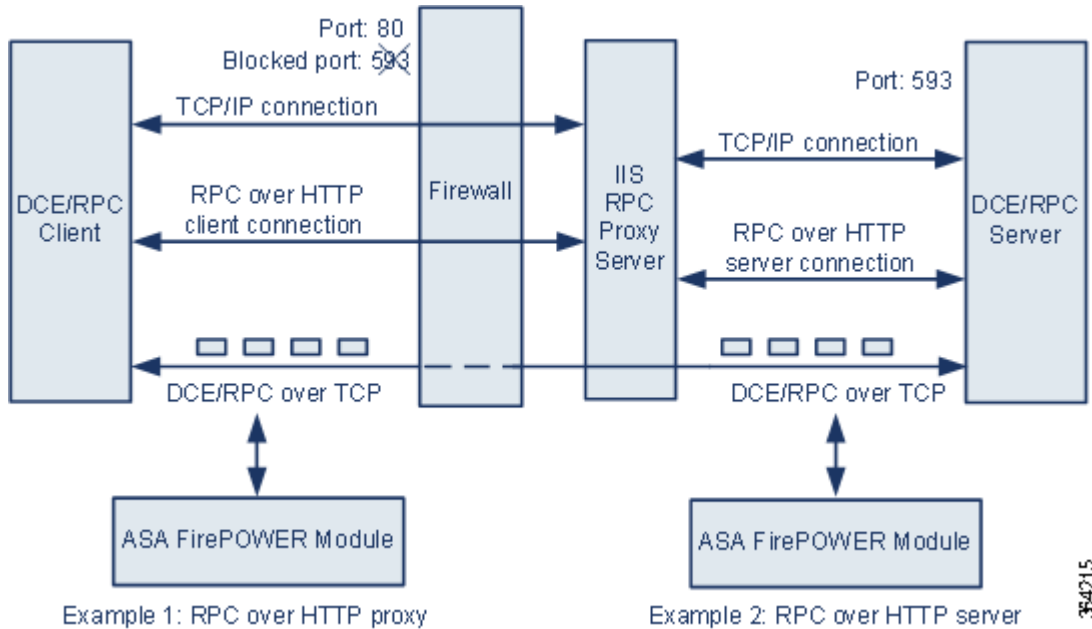 Port: 80
Blocked port: 593
Port: 593
TCP/IP connection
TCP/IP connection
DCE/RPC
Client
RPC over HTTP
client connection
Firewall
IIS
RPC
Proxy
Server
RPC over HTTP
server connection
DCE/RPC
Server
DCE/RPC over TCP
DCE/RPC over TCP
ASA FirePOWER Module
ASA FirePOWER Module
Example 1: RPC over HTTP proxy
Example 2: RPC over HTTP server